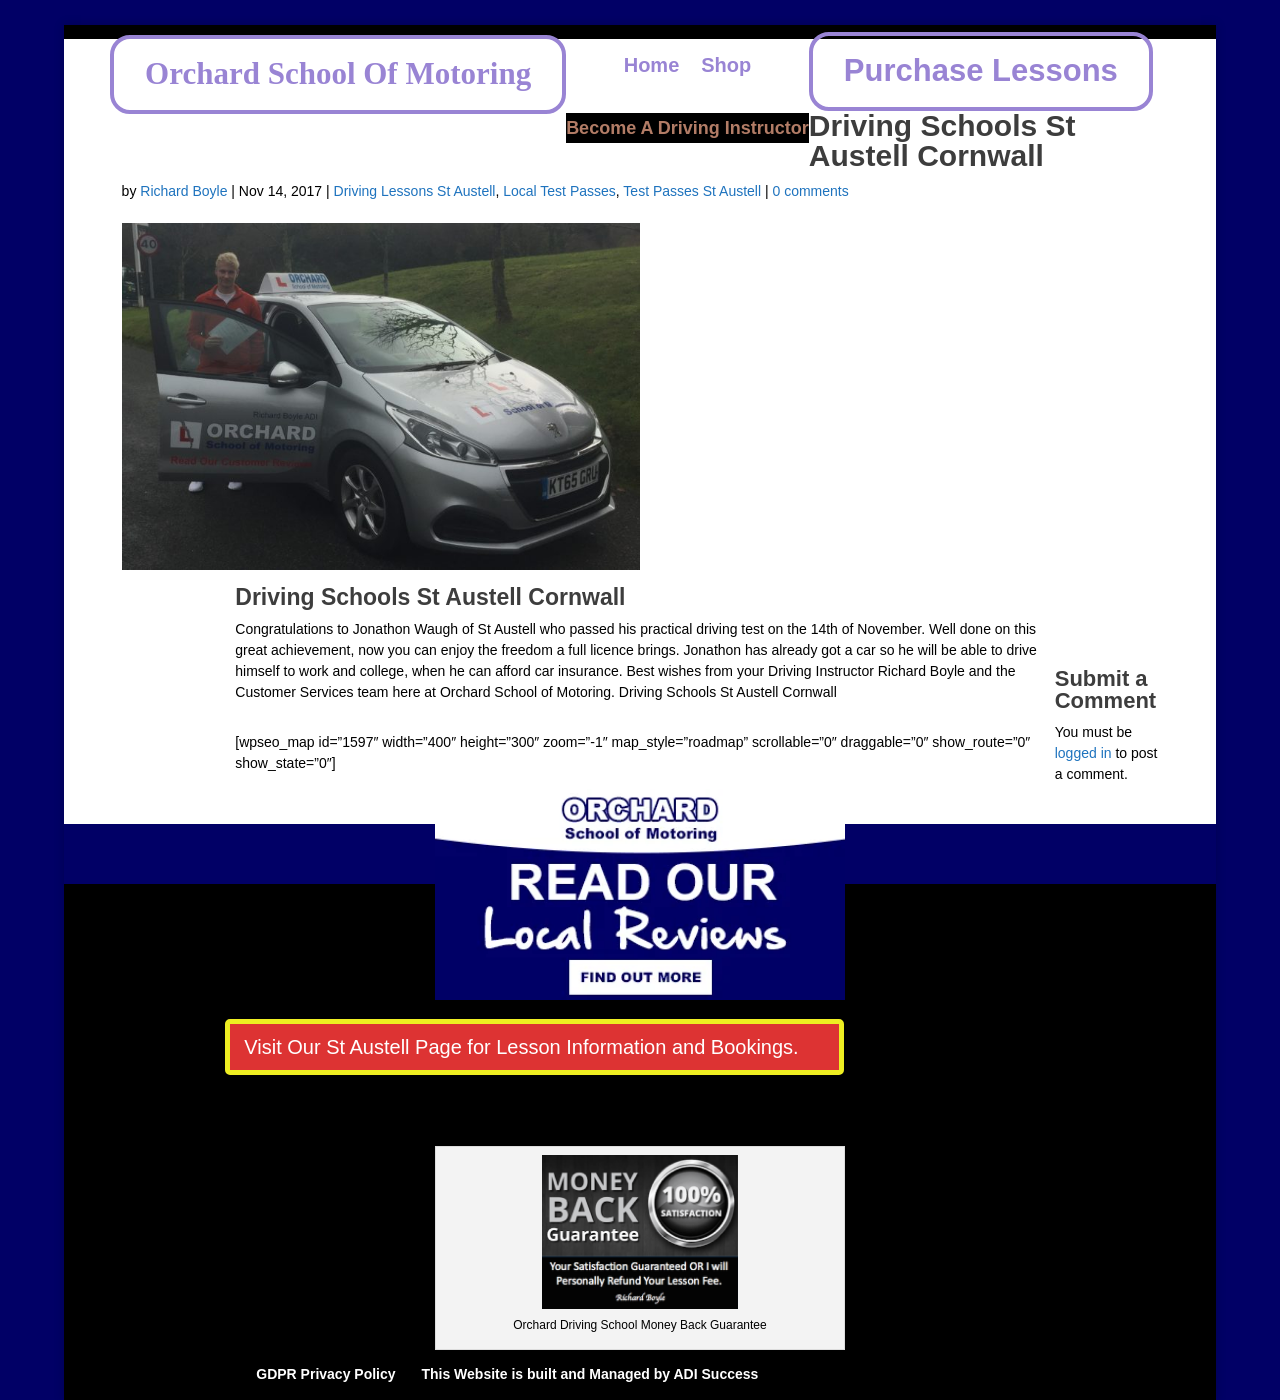 Orchard School Of Motoring
Home Shop
Purchase Lessons
Become A Driving Instructor
Driving Schools St
Austell Cornwall
by Richard Boyle | Nov 14, 2017 | Driving Lessons St Austell, Local Test Passes, Test Passes St Austell | 0 comments
40
ORCHARD
School of Motoring
Richard Boyle ADI
ORCHARD
School of Motoring
Read Our Customer Reviews
School of M
KT65 GRU
Driving Schools St Austell Cornwall
Congratulations to Jonathon Waugh of St Austell who passed his practical driving test on the 14th of November. Well done on this
great achievement, now you can enjoy the freedom a full licence brings. Jonathon has already got a car so he will be able to drive
himself to work and college, when he can afford car insurance. Best wishes from your Driving Instructor Richard Boyle and the
Customer Services team here at Orchard School of Motoring. Driving Schools St Austell Cornwall
[wpseo_map id=”1597″ width=”400″ height=”300″ zoom=”-1″ map_style=”roadmap” scrollable=”0″ draggable=”0″ show_route=”0″
show_state=”0″]
Submit a
Comment
You must be
logged in to post
a comment.
ORCHARD
School of Motoring
READ OUR
Local Reviews
FIND OUT MORE
Visit Our St Austell Page for Lesson Information and Bookings.
MONEY
BACK
Guarantee
100%
SATISFACTION
Your Satisfaction Guaranteed OR I will
Personally Refund Your Lesson Fee.
Richard Boyle
Orchard Driving School Money Back Guarantee
GDPR Privacy Policy This Website is built and Managed by ADI Success